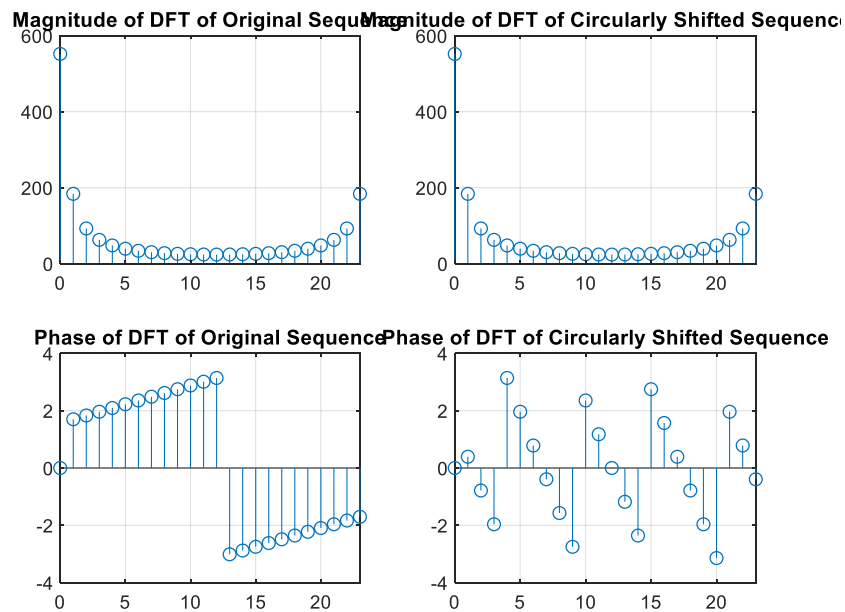 Magnitude of DFT of Original Sequence
Magnitude of DFT of Circularly Shifted Sequence
600
400
200
0
0 5 10 15 20
600
400
200
0
0 5 10 15 20
Phase of DFT of Original Sequence
Phase of DFT of Circularly Shifted Sequence
4
2
0
-2
-4
0 5 10 15 20
4
2
0
-2
-4
0 5 10 15 20